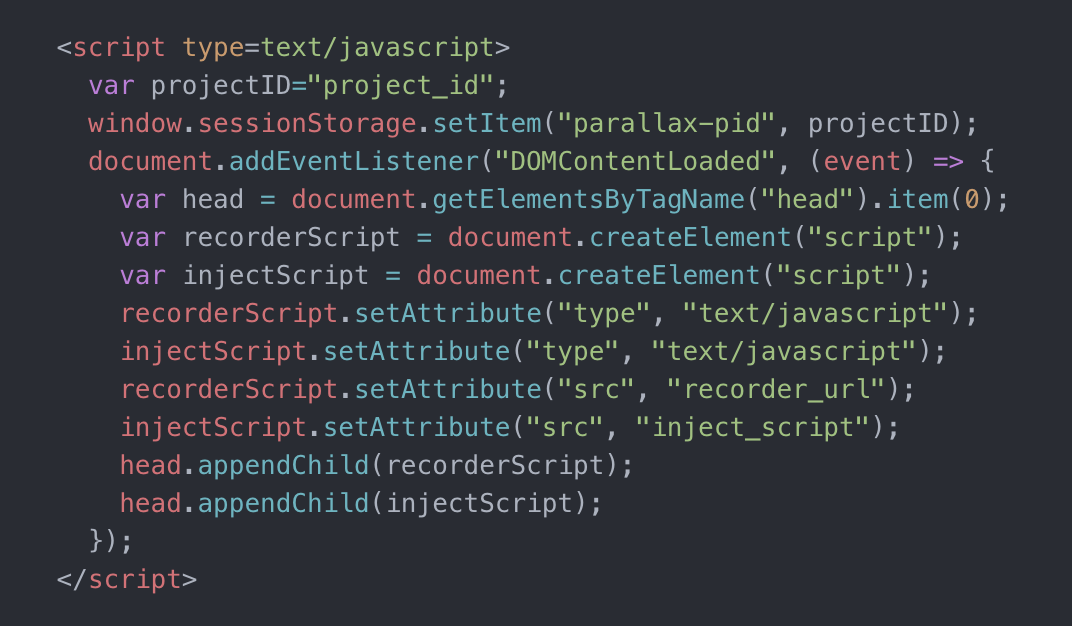 <script type=text/javascript>
  var projectID="project_id";
  window.sessionStorage.setItem("parallax-pid", projectID);
  document.addEventListener("DOMContentLoaded", (event) => {
    var head = document.getElementsByTagName("head").item(0);
    var recorderScript = document.createElement("script");
    var injectScript = document.createElement("script");
    recorderScript.setAttribute("type", "text/javascript");
    injectScript.setAttribute("type", "text/javascript");
    recorderScript.setAttribute("src", "recorder_url");
    injectScript.setAttribute("src", "inject_script");
    head.appendChild(recorderScript);
    head.appendChild(injectScript);
  });
</script>